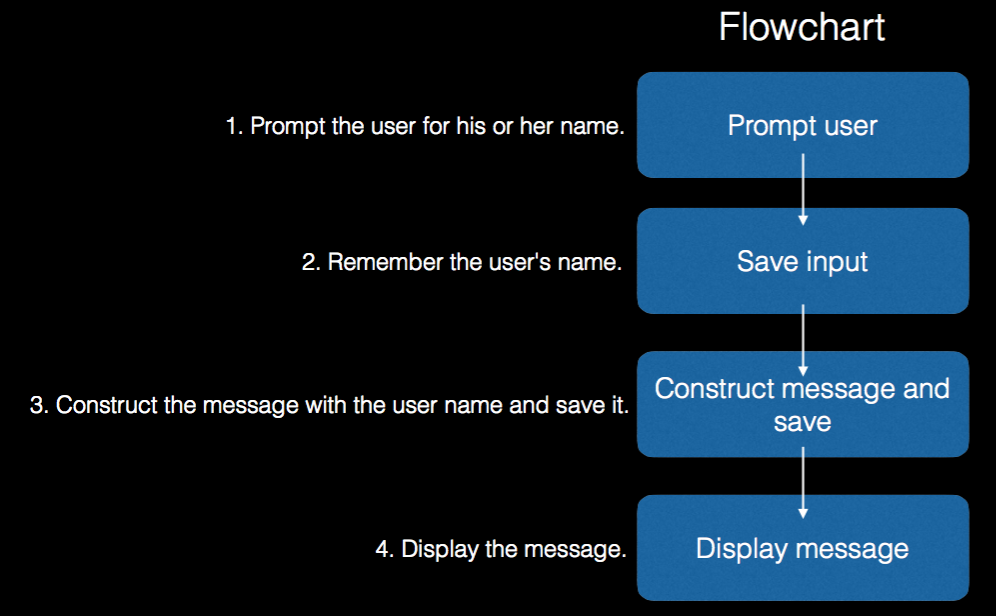 Flowchart
1. Prompt the user for his or her name.
Prompt user
2. Remember the user's name.
Save input
3. Construct the message with the user name and save it.
Construct message and
save
4. Display the message.
Display message